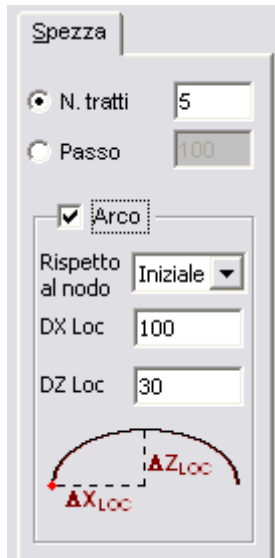 Spezza
N. tratti 5
Passo 100
Arco
Rispetto
al nodo Iniziale
DX Loc 100
DZ Loc 30
ΔZLOC
ΔXLOC